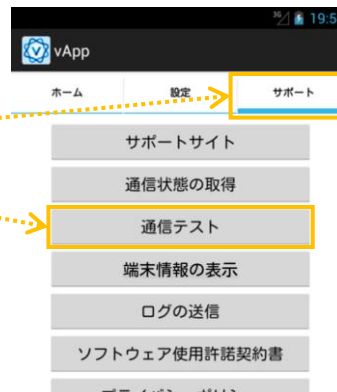 3G 19:5
vApp
ホーム 設定 サポート
サポートサイト
通信状態の取得
通信テスト
端末情報の表示
ログの送信
ソフトウェア使用許諾契約書